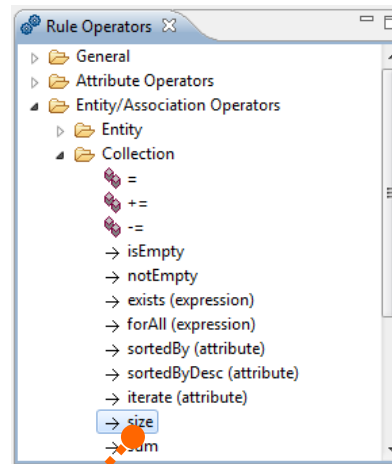 Rule Operators
General
Attribute Operators
Entity/Association Operators
Entity
Collection
=
+=
-=
isEmpty
notEmpty
exists (expression)
forAll (expression)
sortedBy (attribute)
sortedByDesc (attribute)
iterate (attribute)
size
sum